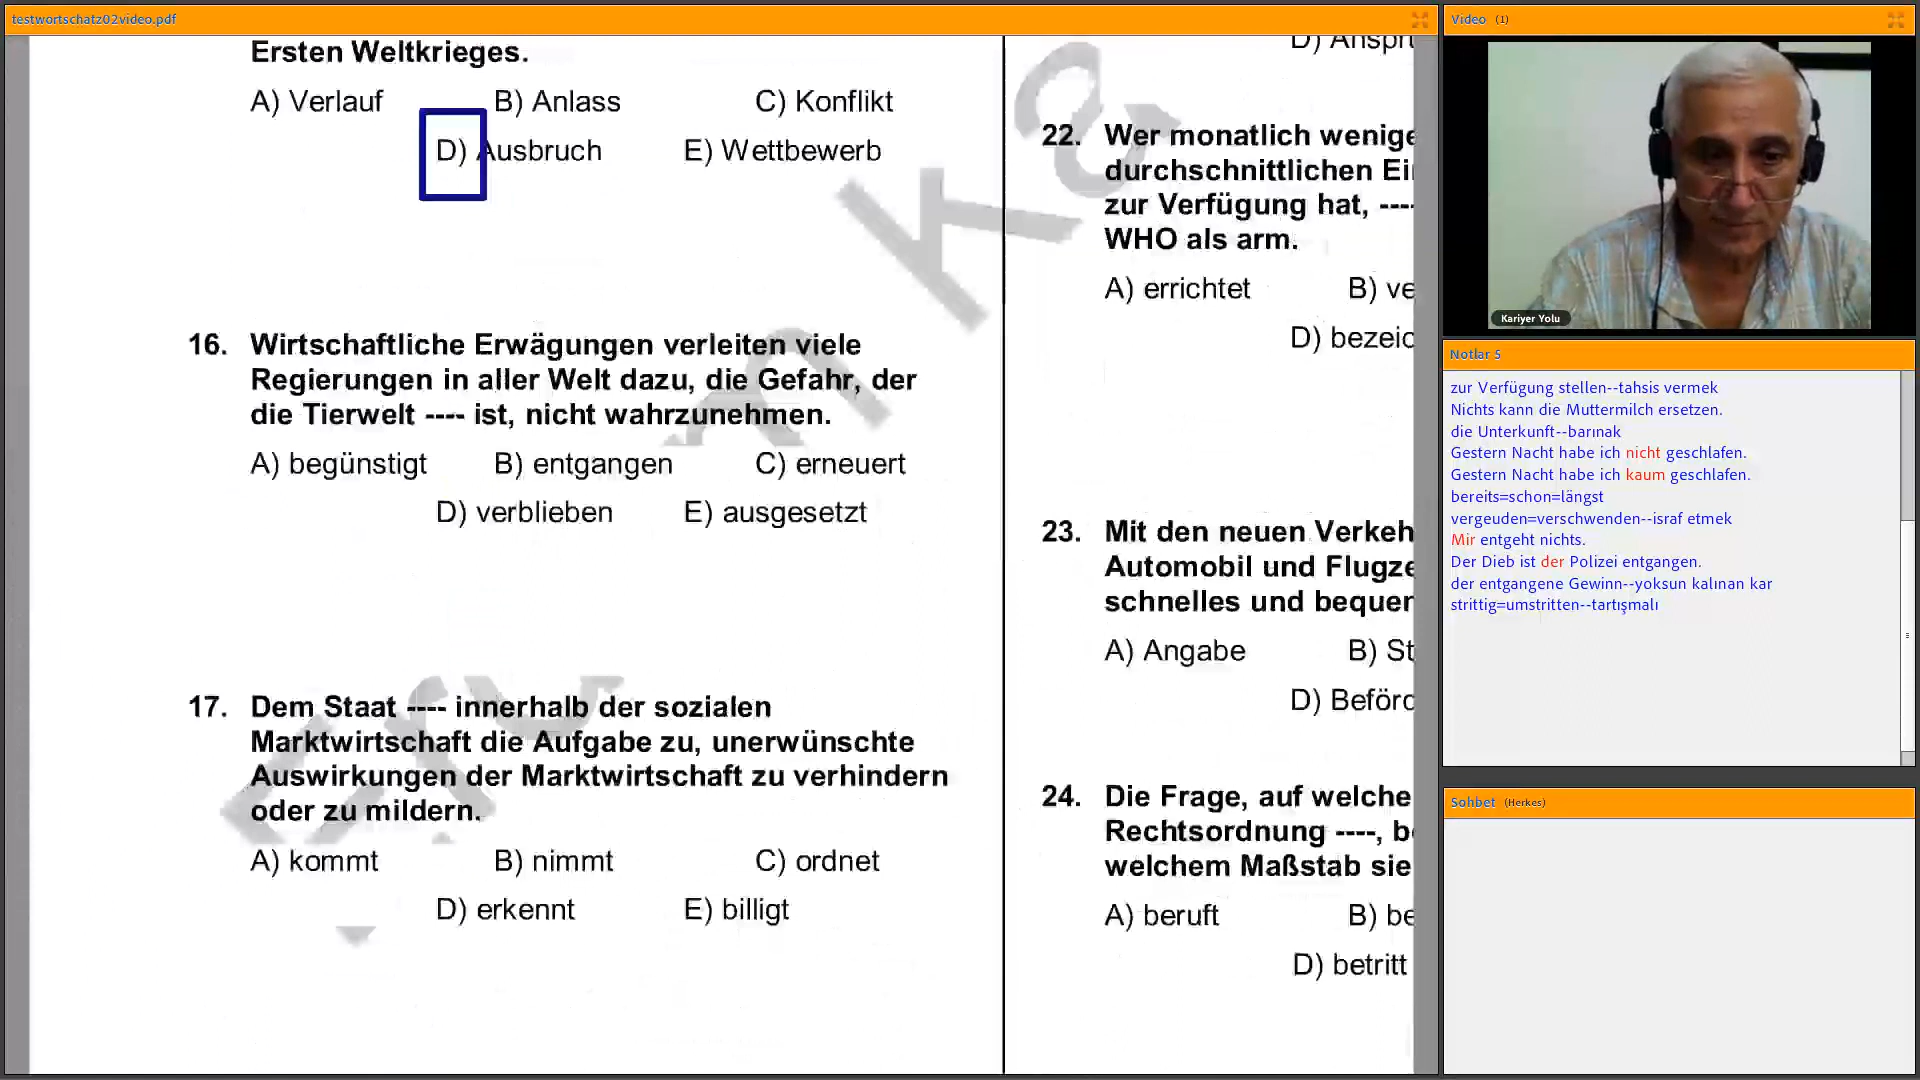 testwortschatz02video.pdf
Ersten Weltkrieges.
A) Verlauf B) Anlass C) Konflikt
D) Ausbruch E) Wettbewerb
16. Wirtschaftliche Erwägungen verleiten viele
Regierungen in aller Welt dazu, die Gefahr, der
die Tierwelt ---- ist, nicht wahrzunehmen.
A) begünstigt B) entgangen C) erneuert
D) verblieben E) ausgesetzt
17. Dem Staat ---- innerhalb der sozialen
Marktwirtschaft die Aufgabe zu, unerwünschte
Auswirkungen der Marktwirtschaft zu verhindern
oder zu mildern.
A) kommt B) nimmt C) ordnet
D) erkennt E) billigt
D)
22. Wer monatlich wenige
durchschnittlichen Ei
zur Verfügung hat, ----
WHO als arm.
A) errichtet B) ve
D) bezeic
23. Mit den neuen Verkeh
Automobil und Flugze
schnelles und bequer
A) Angabe B) St
D) Beförd
24. Die Frage, auf welche
Rechtsordnung ----, b
welchem Maßstab sie
A) beruft B) be
D) betritt
Video (1)
Kariyer Yolu
Notlar 5
zur Verfügung stellen--tahsis vermek
Nichts kann die Muttermilch ersetzen.
die Unterkunft--barınak
Gestern Nacht habe ich nicht geschlafen.
Gestern Nacht habe ich kaum geschlafen.
bereits=schon=längst
vergeuden=verschwenden--israf etmek
Mir entgeht nichts.
Der Dieb ist der Polizei entgangen.
der entgangene Gewinn--yoksun kalınan kar
strittig=umstritten--tartışmalı
Sohbet (Herkes)